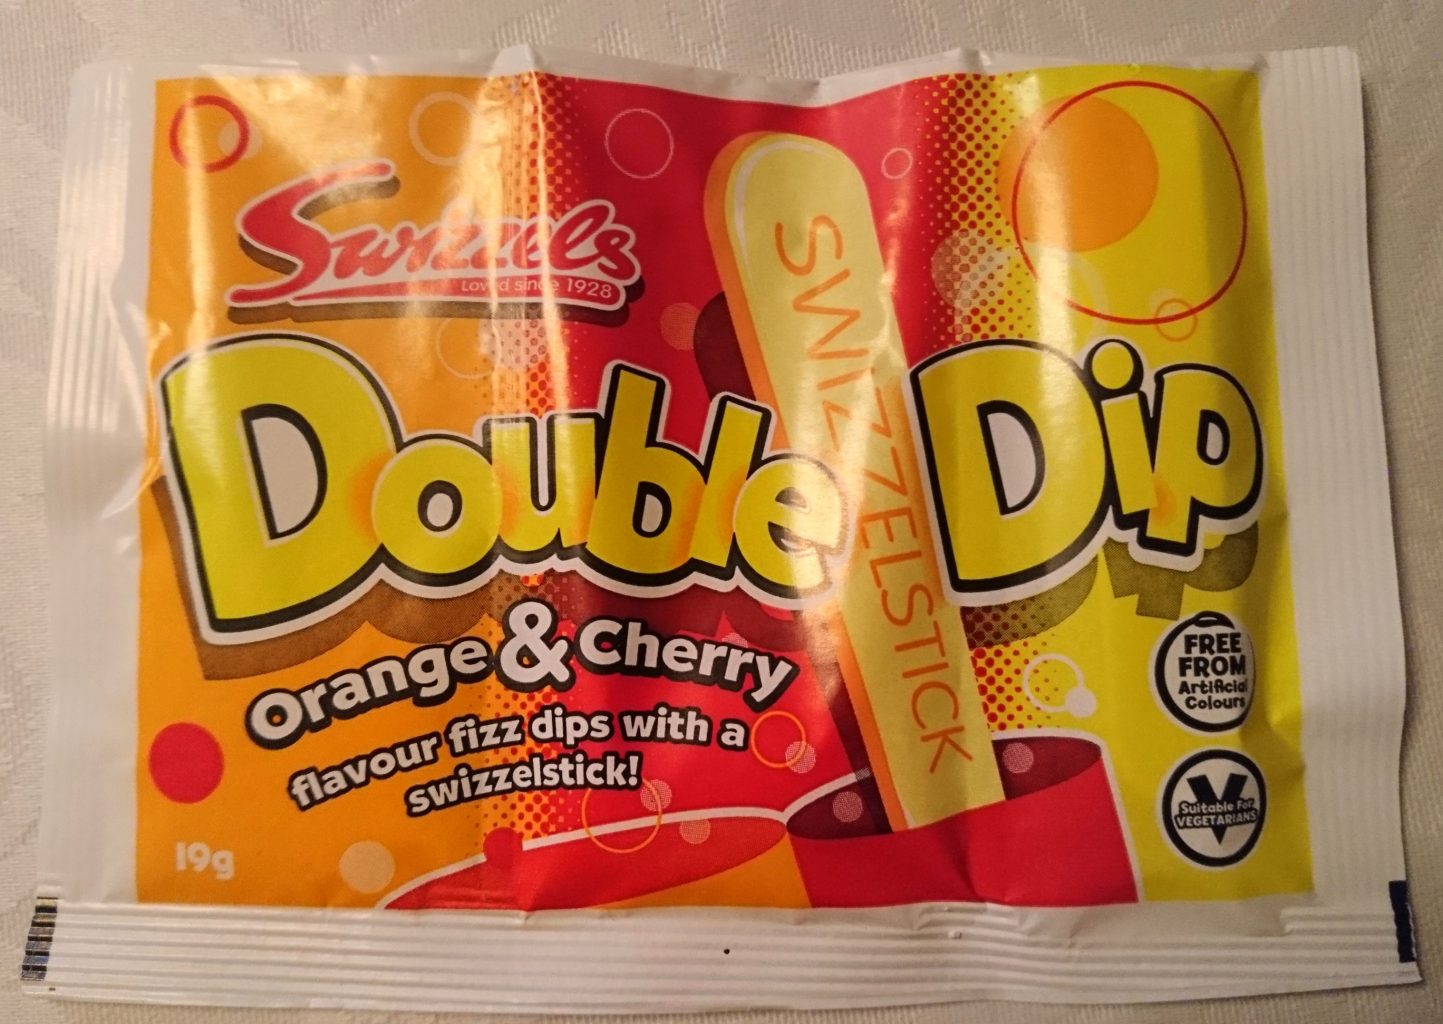 Swizzels
Loved since 1928
SWIZZELSTICK
Double Dip
Orange & Cherry
flavour fizz dips with a
swizzelstick!
FREE
FROM
Artificial
Colours
Suitable For
VEGETARIANS
19g